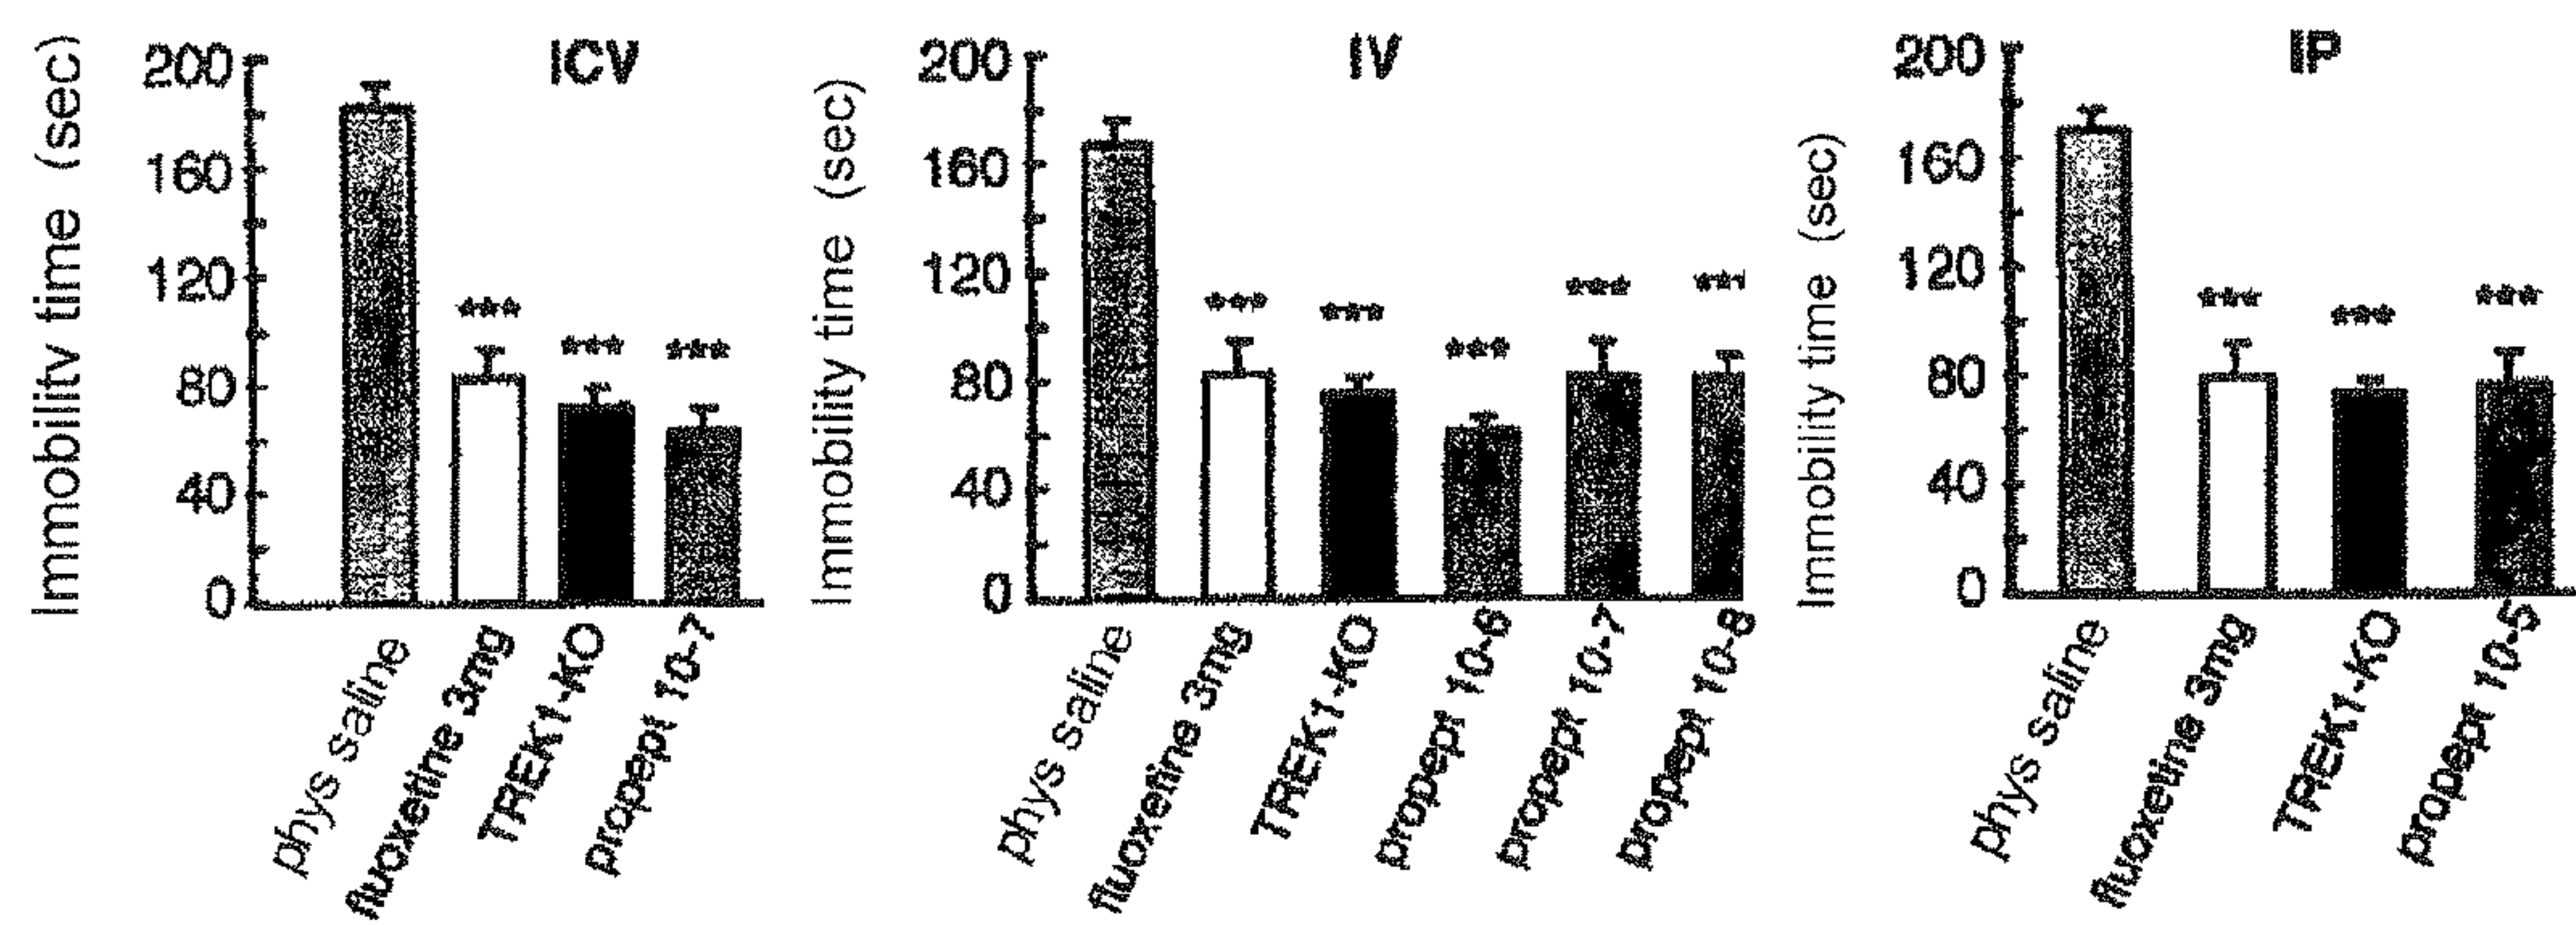 ICV
Immobility time (sec)
200
160
120
80
40
0
***
***
***
phys saline
fluoxetine 3mg
TREK1-KO
propept 10-7
IV
Immobility time (sec)
200
160
120
80
40
0
***
***
***
***
***
phys saline
fluoxetine 3mg
TREK1-KO
propept 10-6
propept 10-7
propept 10-8
IP
Immobility time (sec)
200
160
120
80
40
0
***
***
***
phys saline
fluoxetine 3mg
TREK1-KO
propept 10-5